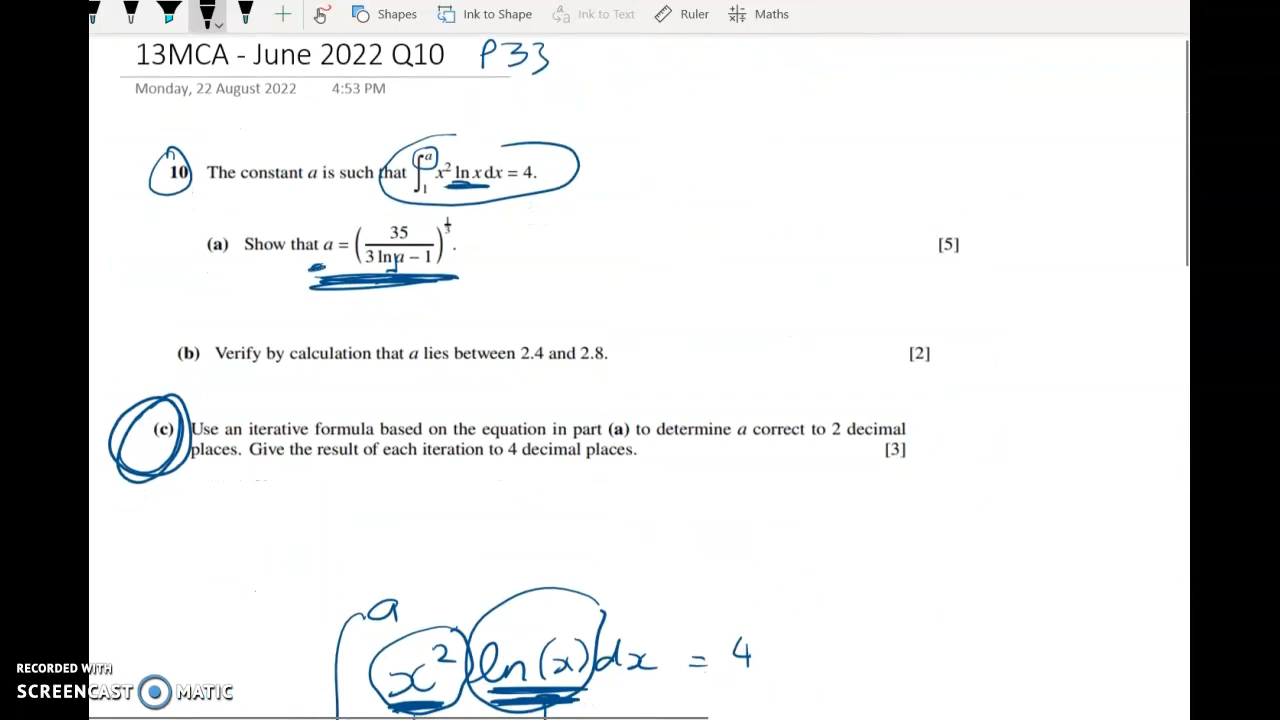 Shapes Ink to Shape Ink to Text Ruler Maths
13MCA - June 2022 Q10 P33
Monday, 22 August 2022 4:53 PM
10 The constant a is such that ∫₁ᵃ x² ln x dx = 4.
(a) Show that a = (35 / (3 ln a − 1))^(1/3). [5]
(b) Verify by calculation that a lies between 2.4 and 2.8. [2]
(c) Use an iterative formula based on the equation in part (a) to determine a correct to 2 decimal
places. Give the result of each iteration to 4 decimal places. [3]
∫ᵃ x² ln(x) dx = 4
RECORDED WITH
SCREENCAST MATIC